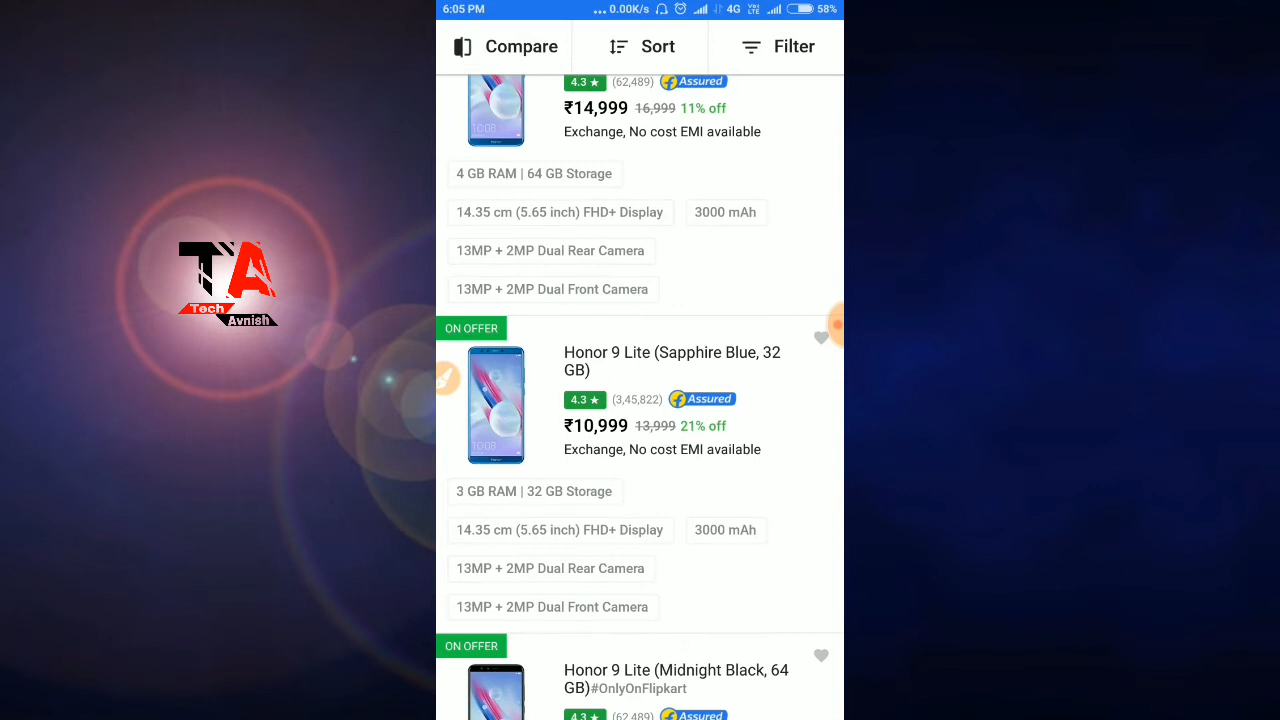 6:05 PM
... 0.00K/s 4G VoLTE 58%
Compare
Sort
Filter
4.3 ★ (62,489) Assured
₹14,999 16,999 11% off
Exchange, No cost EMI available
4 GB RAM | 64 GB Storage
14.35 cm (5.65 inch) FHD+ Display
3000 mAh
13MP + 2MP Dual Rear Camera
13MP + 2MP Dual Front Camera
TA
Tech
Avnish
ON OFFER
Honor 9 Lite (Sapphire Blue, 32
GB)
4.3 ★ (3,45,822) Assured
₹10,999 13,999 21% off
Exchange, No cost EMI available
3 GB RAM | 32 GB Storage
14.35 cm (5.65 inch) FHD+ Display
3000 mAh
13MP + 2MP Dual Rear Camera
13MP + 2MP Dual Front Camera
ON OFFER
Honor 9 Lite (Midnight Black, 64
GB)#OnlyOnFlipkart
4.3 ★ (62,489) Assured